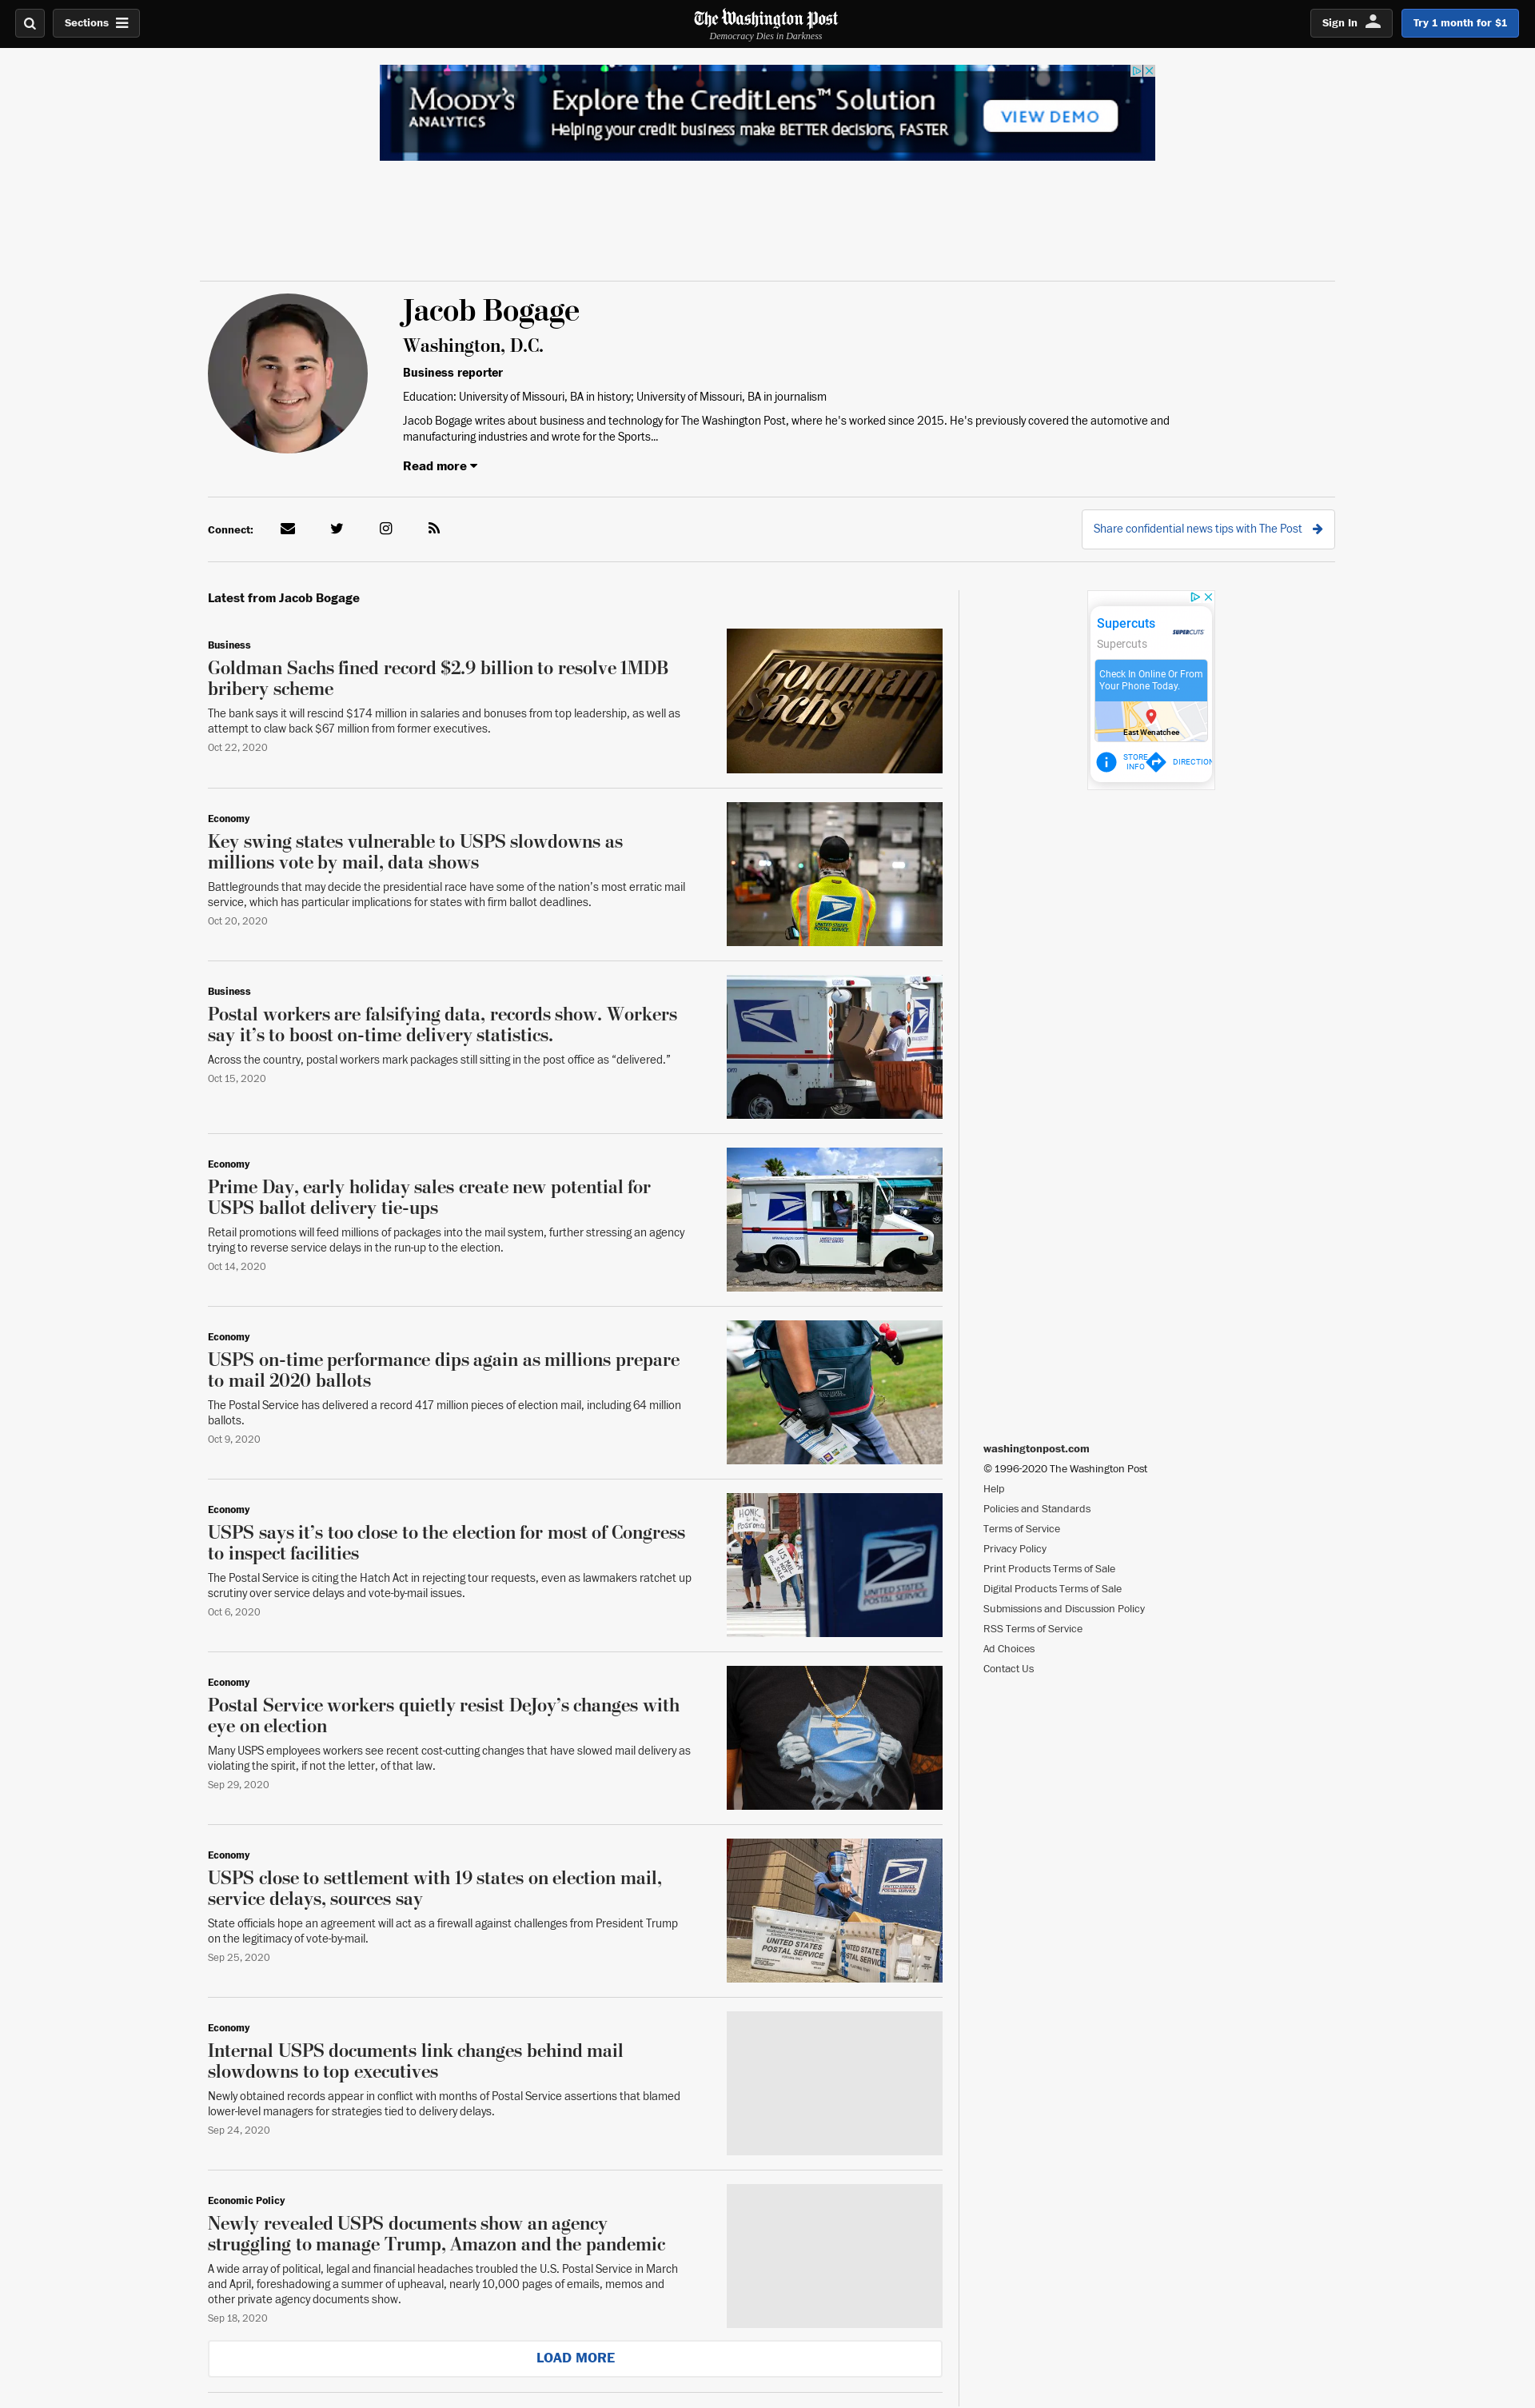 Sections
The Washington Post
Democracy Dies in Darkness
Sign In
Try 1 month for $1
MOODY'S
ANALYTICS
Explore the CreditLens™ Solution
Helping your credit business make BETTER decisions, FASTER
VIEW DEMO
Jacob Bogage
Washington, D.C.
Business reporter
Education: University of Missouri, BA in history; University of Missouri, BA in journalism
Jacob Bogage writes about business and technology for The Washington Post, where he's worked since 2015. He's previously covered the automotive and
manufacturing industries and wrote for the Sports...
Read more
Connect:
Share confidential news tips with The Post
Latest from Jacob Bogage
Business
Goldman Sachs fined record $2.9 billion to resolve 1MDB
bribery scheme
The bank says it will rescind $174 million in salaries and bonuses from top leadership, as well as
attempt to claw back $67 million from former executives.
Oct 22, 2020
Goldman
Sachs
Supercuts
Supercuts
SUPERCUTS
Check In Online Or From
Your Phone Today.
East Wenatchee
STORE
INFO
DIRECTION
Economy
Key swing states vulnerable to USPS slowdowns as
millions vote by mail, data shows
Battlegrounds that may decide the presidential race have some of the nation's most erratic mail
service, which has particular implications for states with firm ballot deadlines.
Oct 20, 2020
UNITED STATES
POSTAL SERVICE
Business
Postal workers are falsifying data, records show. Workers
say it's to boost on-time delivery statistics.
Across the country, postal workers mark packages still sitting in the post office as “delivered.”
Oct 15, 2020
Economy
Prime Day, early holiday sales create new potential for
USPS ballot delivery tie-ups
Retail promotions will feed millions of packages into the mail system, further stressing an agency
trying to reverse service delays in the run-up to the election.
Oct 14, 2020
Economy
USPS on-time performance dips again as millions prepare
to mail 2020 ballots
The Postal Service has delivered a record 417 million pieces of election mail, including 64 million
ballots.
Oct 9, 2020
washingtonpost.com
© 1996-2020 The Washington Post
Help
Policies and Standards
Terms of Service
Privacy Policy
Print Products Terms of Sale
Digital Products Terms of Sale
Submissions and Discussion Policy
RSS Terms of Service
Ad Choices
Contact Us
Economy
USPS says it's too close to the election for most of Congress
to inspect facilities
The Postal Service is citing the Hatch Act in rejecting tour requests, even as lawmakers ratchet up
scrutiny over service delays and vote-by-mail issues.
Oct 6, 2020
HONK
U.S. MAIL
NOT
FOR SALE
UNITED STATES
POSTAL SERVICE
Economy
Postal Service workers quietly resist DeJoy's changes with
eye on election
Many USPS employees workers see recent cost-cutting changes that have slowed mail delivery as
violating the spirit, if not the letter, of that law.
Sep 29, 2020
Economy
USPS close to settlement with 19 states on election mail,
service delays, sources say
State officials hope an agreement will act as a firewall against challenges from President Trump
on the legitimacy of vote-by-mail.
Sep 25, 2020
UNITED STATES
POSTAL SERVICE
UNITED STATES
POSTAL SERVICE
Economy
Internal USPS documents link changes behind mail
slowdowns to top executives
Newly obtained records appear in conflict with months of Postal Service assertions that blamed
lower-level managers for strategies tied to delivery delays.
Sep 24, 2020
Economic Policy
Newly revealed USPS documents show an agency
struggling to manage Trump, Amazon and the pandemic
A wide array of political, legal and financial headaches troubled the U.S. Postal Service in March
and April, foreshadowing a summer of upheaval, nearly 10,000 pages of emails, memos and
other private agency documents show.
Sep 18, 2020
LOAD MORE